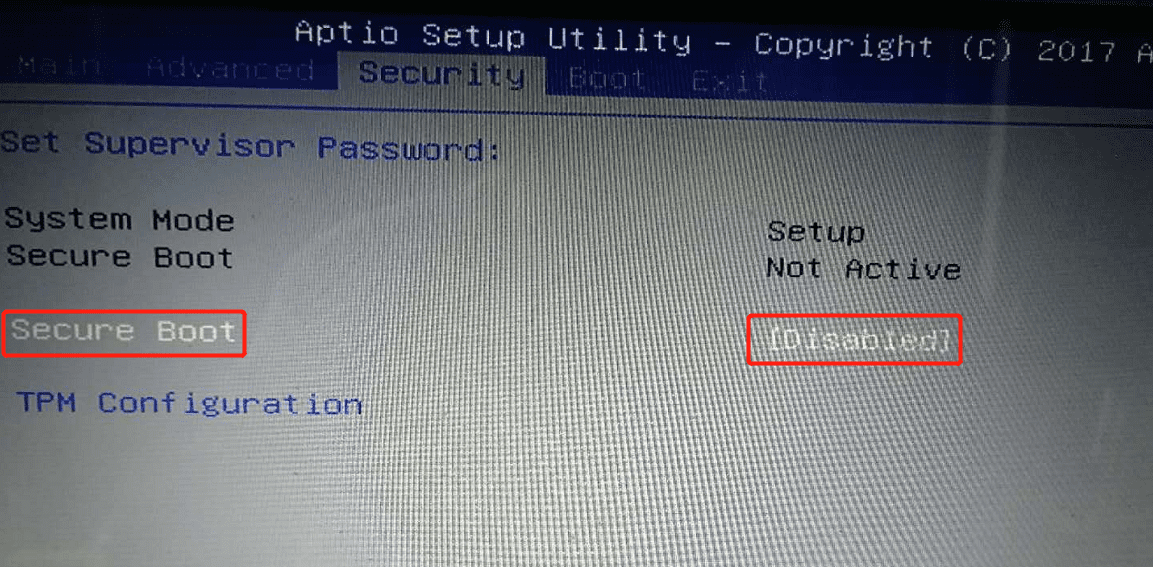 Aptio Setup Utility - Copyright (C) 2017 A
Main Advanced Security Boot Exit
Set Supervisor Password:
System Mode Setup
Secure Boot Not Active
Secure Boot [Disabled]
TPM Configuration